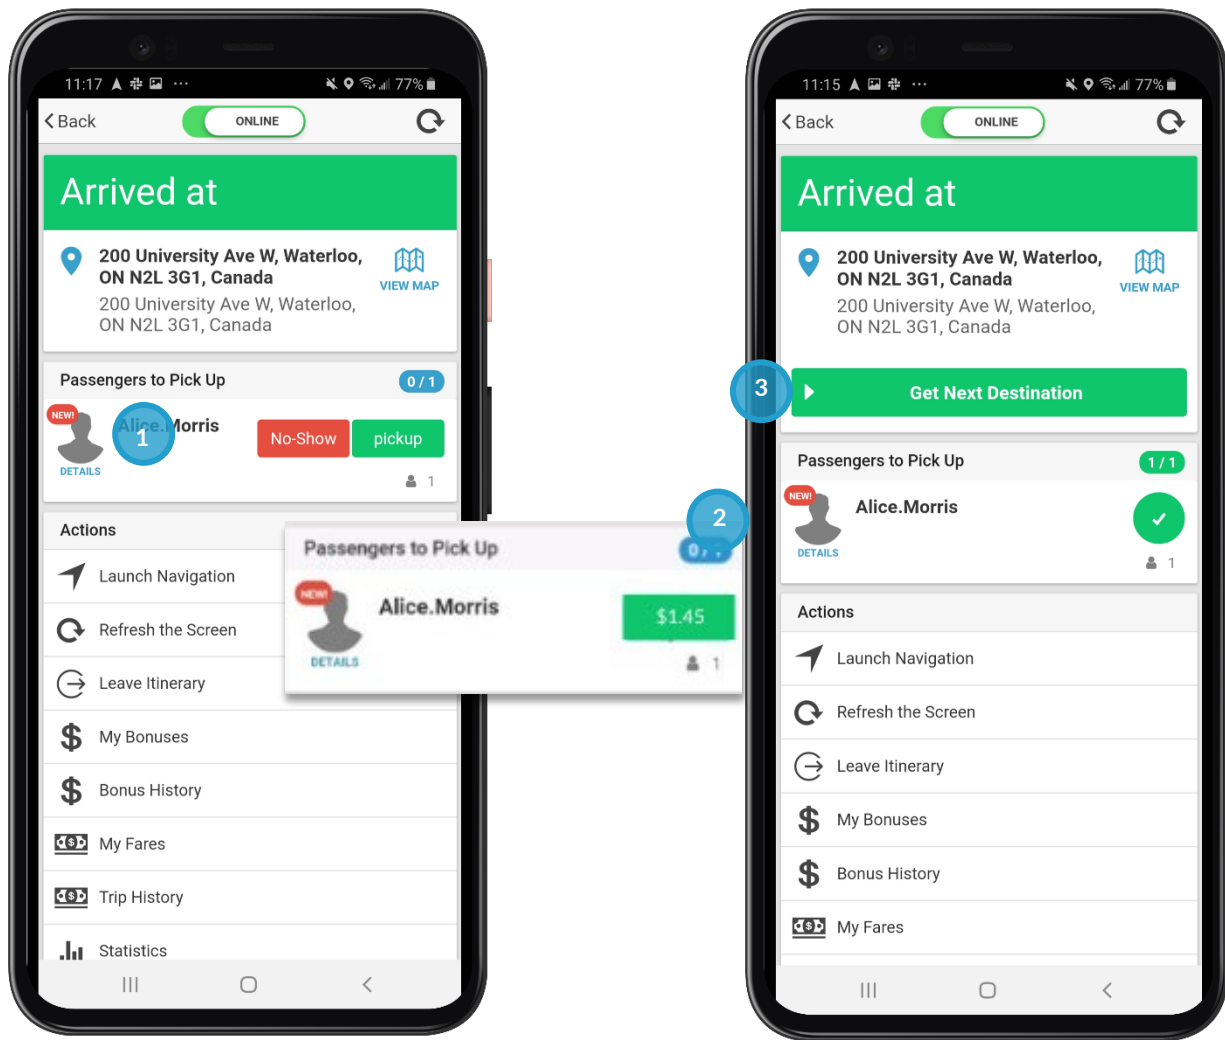 11:17
77%
Back
ONLINE
Arrived at
200 University Ave W, Waterloo,
ON N2L 3G1, Canada
200 University Ave W, Waterloo,
ON N2L 3G1, Canada
VIEW MAP
Passengers to Pick Up
0 / 1
NEW!
Alice.Morris
1
DETAILS
No-Show
pickup
1
Actions
Launch Navigation
Refresh the Screen
Leave Itinerary
My Bonuses
Bonus History
My Fares
Trip History
Statistics
2
Passengers to Pick Up
0 / 1
NEW!
Alice.Morris
DETAILS
$1.45
1
11:15
77%
Back
ONLINE
Arrived at
200 University Ave W, Waterloo,
ON N2L 3G1, Canada
200 University Ave W, Waterloo,
ON N2L 3G1, Canada
VIEW MAP
3
Get Next Destination
Passengers to Pick Up
1 / 1
NEW!
Alice.Morris
DETAILS
1
Actions
Launch Navigation
Refresh the Screen
Leave Itinerary
My Bonuses
Bonus History
My Fares